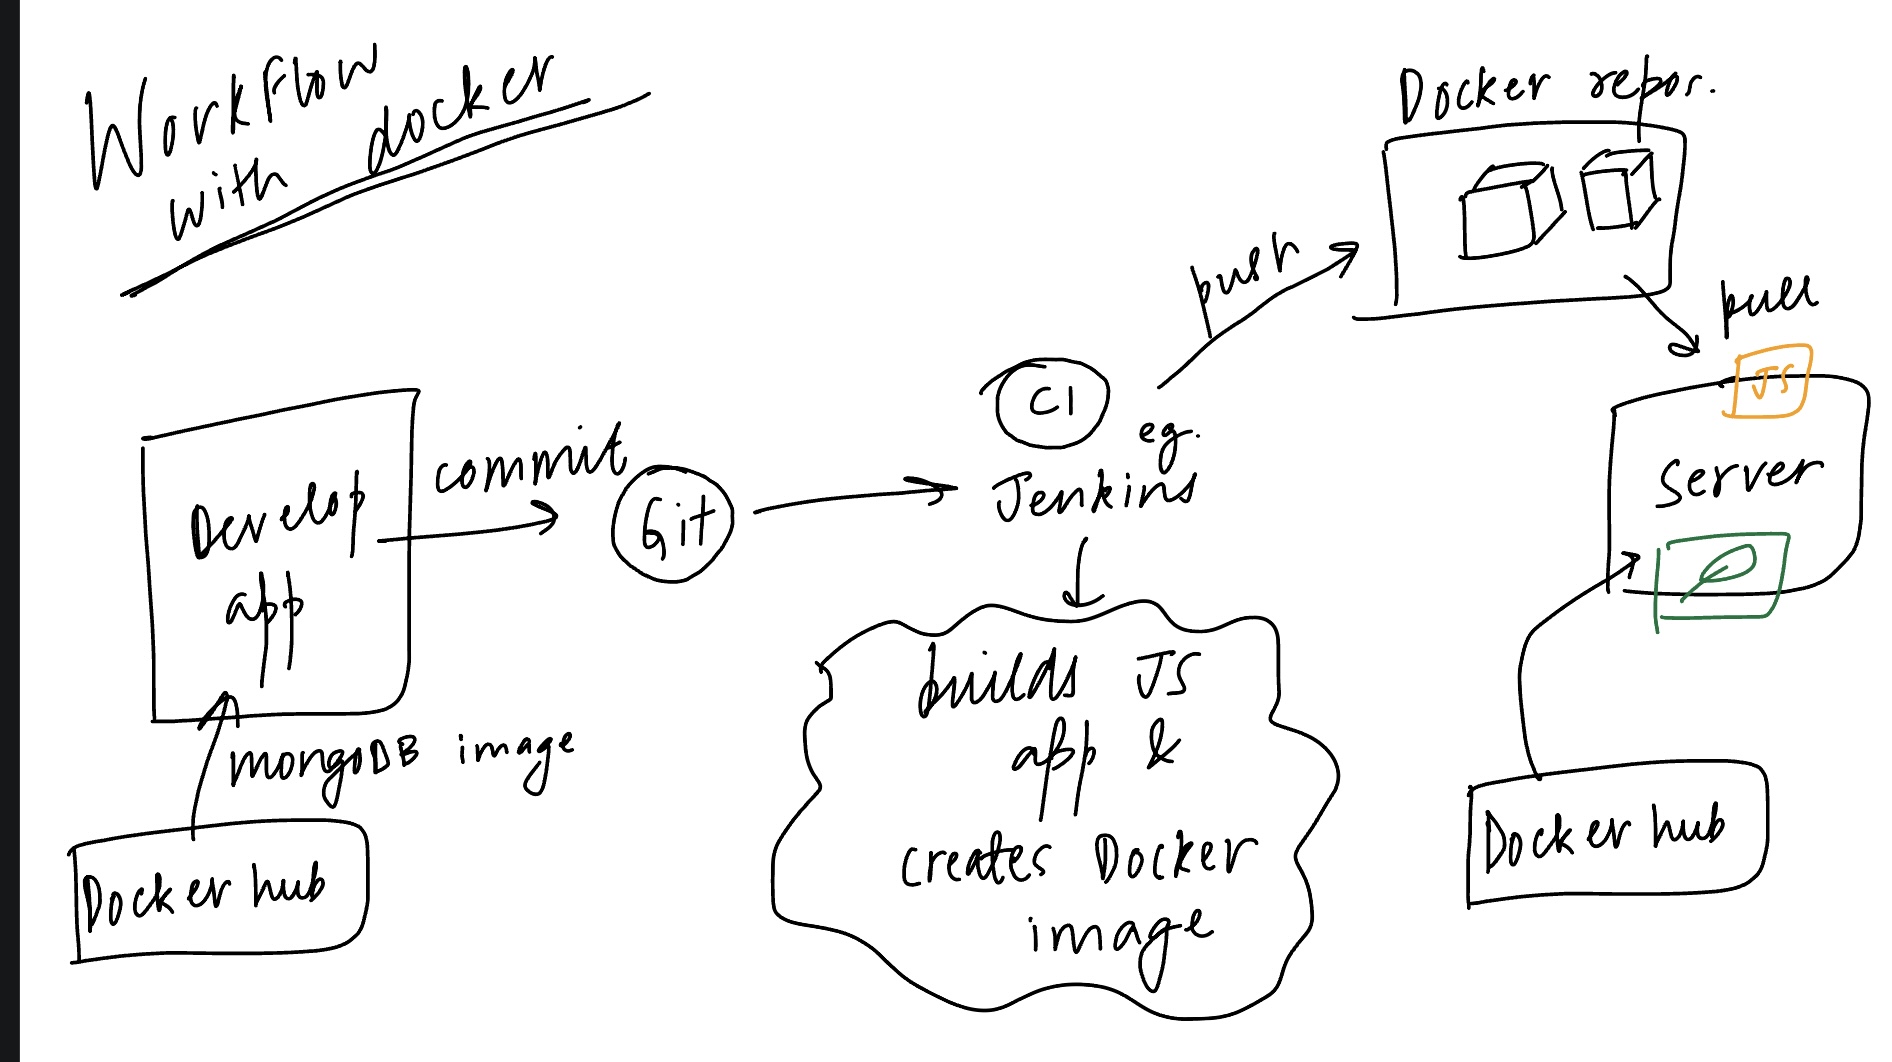 Workflow
with docker
Docker repor.
push
pull
JS
CI
eg.
Jenkins
Server
commit
Git
Develop
app
builds JS
app &
creates Docker
image
mongoDB image
Docker hub
Docker hub